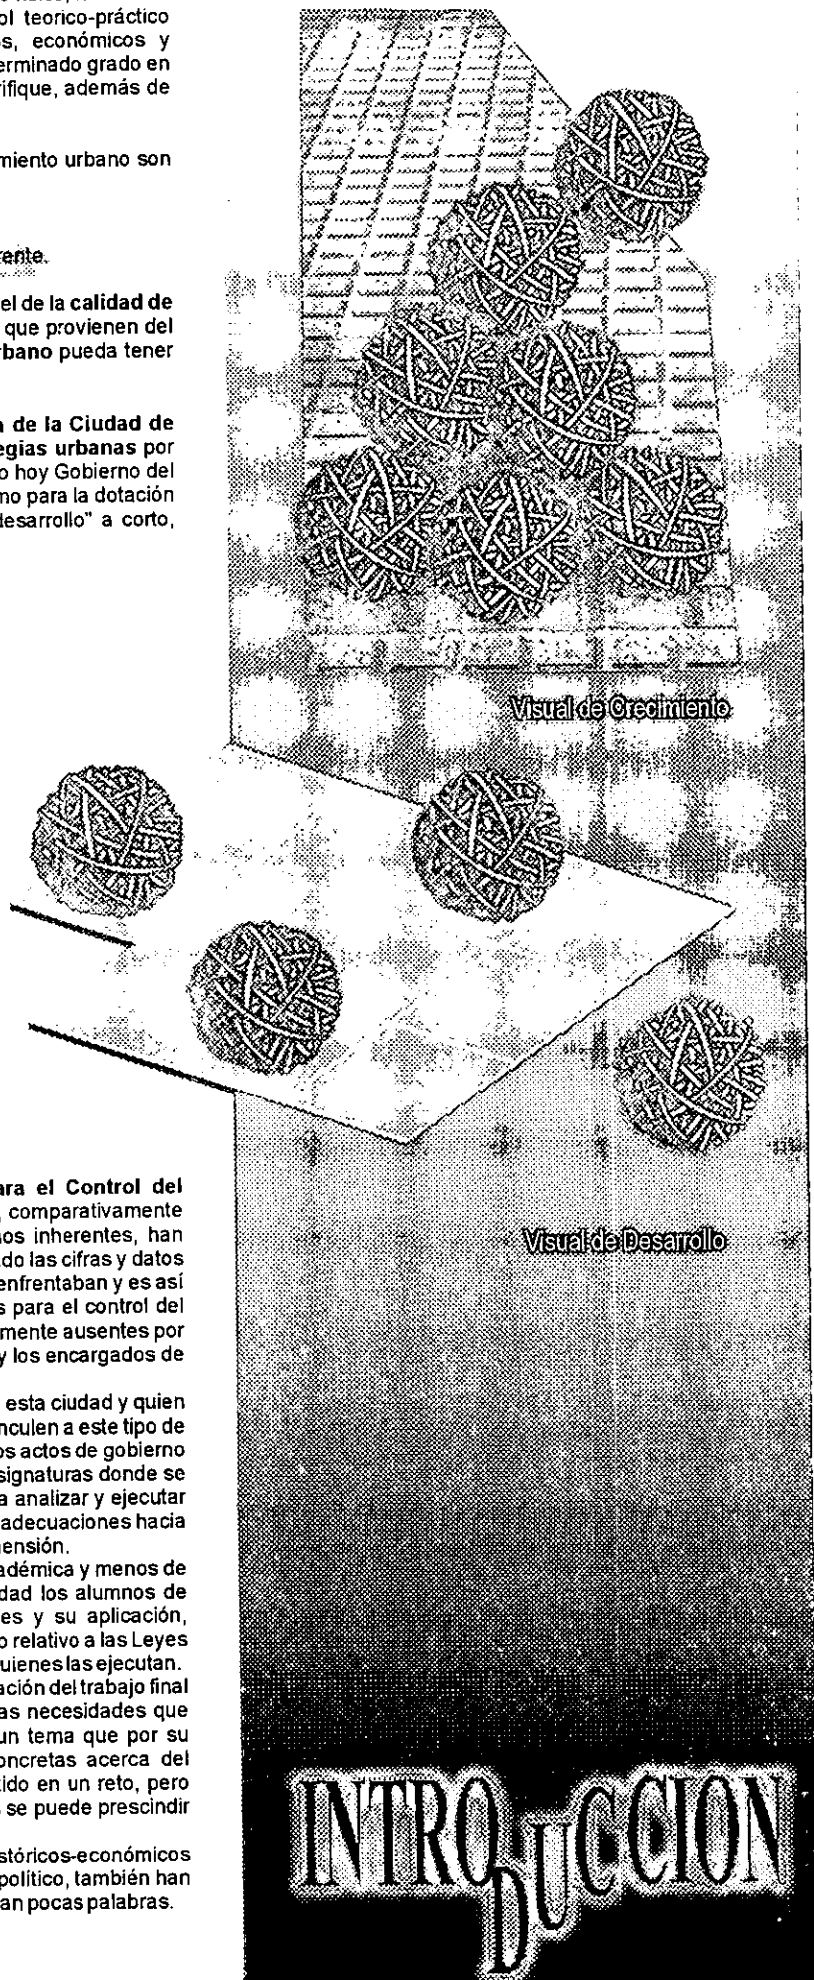 ol teorico-práctico
os, económicos y
erminado grado en
rifique, además de
miento urbano son
rente.
el de la calidad de
que provienen del
rbano pueda tener
a de la Ciudad de
egias urbanas por
o hoy Gobierno del
mo para la dotación
desarrollo" a corto,
Visual de Crecimiento
ara el Control del
, comparativamente
sos inherentes, han
do las cifras y datos
enfrentaban y es así
s para el control del
mente ausentes por
y los encargados de
esta ciudad y quien
nculen a este tipo de
os actos de gobierno
signaturas donde se
a analizar y ejecutar
adecuaciones hacia
ensión.
adémica y menos de
dad los alumnos de
es y su aplicación,
o relativo a las Leyes
uienes las ejecutan.
ación del trabajo final
as necesidades que
un tema que por su
oncretas acerca del
ido en un reto, pero
se puede prescindir
stóricos-económicos
político, también han
an pocas palabras.
Visual de Desarrollo
INTRODUCCION